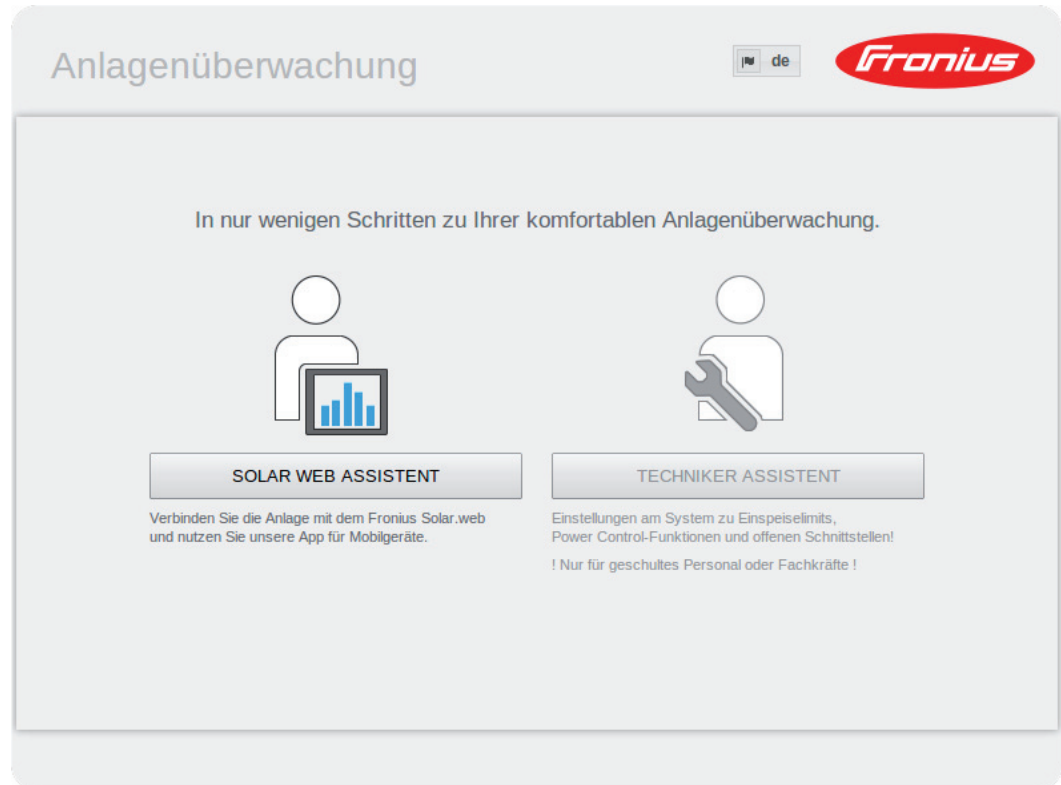 Anlagenüberwachung
de
Fronius
In nur wenigen Schritten zu Ihrer komfortablen Anlagenüberwachung.
SOLAR WEB ASSISTENT
Verbinden Sie die Anlage mit dem Fronius Solar.web
und nutzen Sie unsere App für Mobilgeräte.
TECHNIKER ASSISTENT
Einstellungen am System zu Einspeiselimits,
Power Control-Funktionen und offenen Schnittstellen!
! Nur für geschultes Personal oder Fachkräfte !